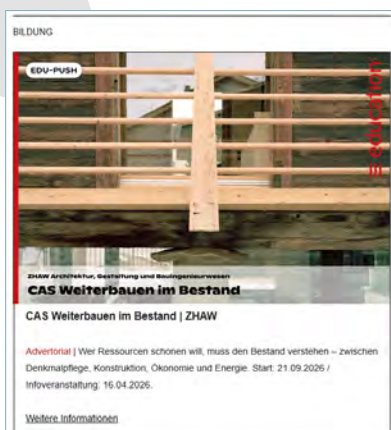 BILDUNG
EDU-PUSH
education
ZHAW Architektur, Gestaltung und Bauingenieurwesen
CAS Weiterbauen im Bestand
CAS Weiterbauen im Bestand | ZHAW
Advertorial | Wer Ressourcen schonen will, muss den Bestand verstehen – zwischen
Denkmalpflege, Konstruktion, Ökonomie und Energie. Start: 21.09.2026 /
Infoveranstaltung: 16.04.2026.
Weitere Informationen